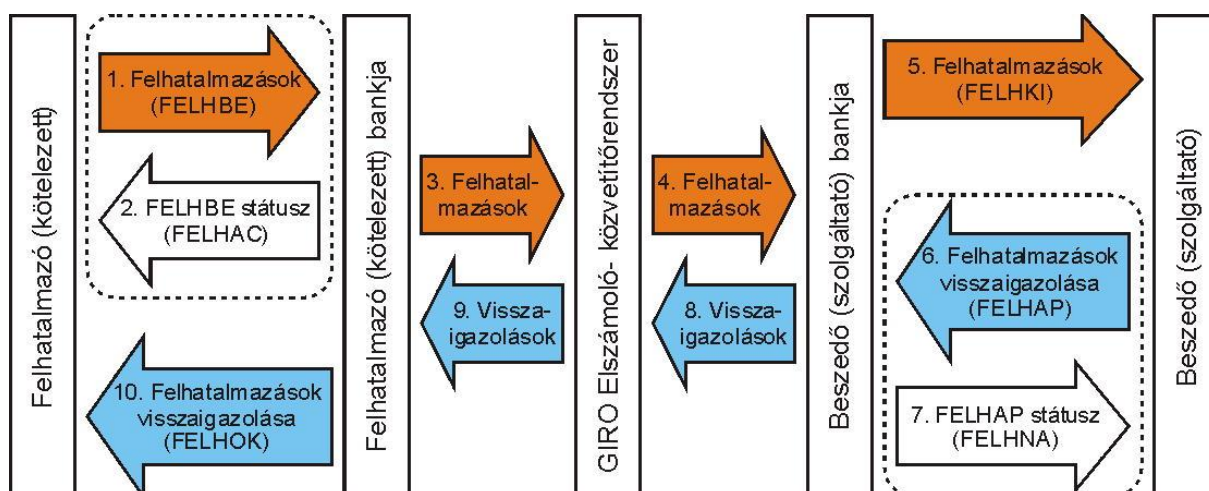 Felhatalmazó (kötelezett)
1. Felhatalmazások
(FELHBE)
2. FELHBE státusz
(FELHAC)
10. Felhatalmazások
visszaigazolása
(FELHOK)
Felhatalmazó (kötelezett) bankja
3. Felhatal-
mazások
9. Vissza-
igazolások
GIRO Elszámoló- közvetítőrendszer
4. Felhatal-
mazások
8. Vissza-
igazolások
Beszedő (szolgáltató) bankja
5. Felhatalmazások
(FELHKI)
6. Felhatalmazások
visszaigazolása
(FELHAP)
7. FELHAP státusz
(FELHNA)
Beszedő (szolgáltató)